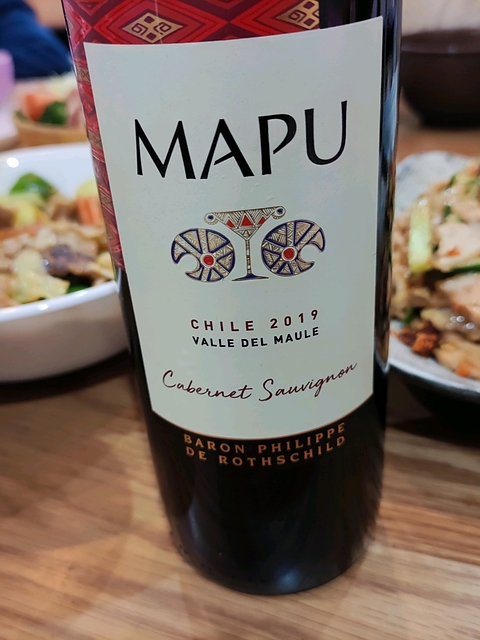 MAPU
CHILE 2019
VALLE DEL MAULE
Cabernet Sauvignon
BARON PHILIPPE
DE ROTHSCHILD